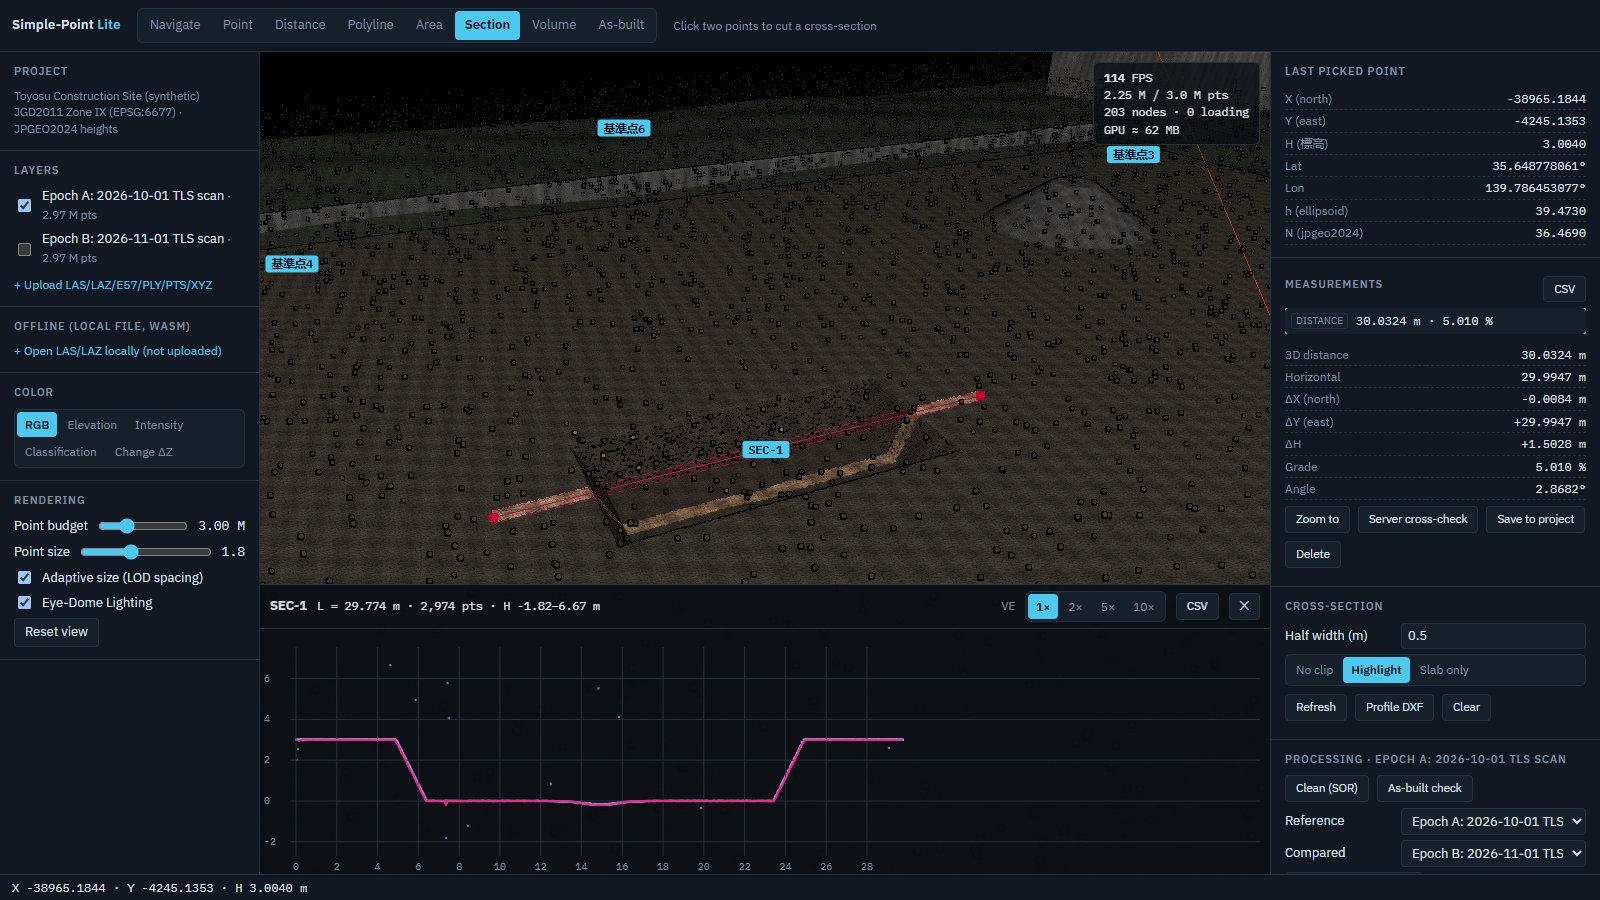 Simple-Point Lite
Navigate Point Distance Polyline Area Section Volume As-built
Click two points to cut a cross-section
PROJECT
Toyosu Construction Site (synthetic)
JGD2011 Zone IX (EPSG:6677) ·
JPGEO2024 heights
LAYERS
Epoch A: 2026-10-01 TLS scan ·
2.97 M pts
Epoch B: 2026-11-01 TLS scan ·
2.97 M pts
+ Upload LAS/LAZ/E57/PLY/PTS/XYZ
OFFLINE (LOCAL FILE, WASM)
+ Open LAS/LAZ locally (not uploaded)
COLOR
RGB Elevation Intensity
Classification Change ΔZ
RENDERING
Point budget 3.00 M
Point size 1.8
Adaptive size (LOD spacing)
Eye-Dome Lighting
Reset view
114 FPS
2.25 M / 3.0 M pts
203 nodes · 0 loading
GPU ≈ 62 MB
基準点6
基準点3
基準点4
SEC-1
SEC-1 L = 29.774 m · 2,974 pts · H -1.82–6.67 m
VE 1× 2× 5× 10× CSV ✕
6
4
2
0
-2
0 2 4 6 8 10 12 14 16 18 20 22 24 26 28
LAST PICKED POINT
X (north) -38965.1844
Y (east) -4245.1353
H (標高) 3.0040
Lat 35.648778061°
Lon 139.786453077°
h (ellipsoid) 39.4730
N (jpgeo2024) 36.4690
MEASUREMENTS CSV
DISTANCE 30.0324 m · 5.010 %
3D distance 30.0324 m
Horizontal 29.9947 m
ΔX (north) -0.0084 m
ΔY (east) +29.9947 m
ΔH +1.5028 m
Grade 5.010 %
Angle 2.8682°
Zoom to Server cross-check Save to project
Delete
CROSS-SECTION
Half width (m) 0.5
No clip Highlight Slab only
Refresh Profile DXF Clear
PROCESSING · EPOCH A: 2026-10-01 TLS SCAN
Clean (SOR) As-built check
Reference Epoch A: 2026-10-01 TLS
Compared Epoch B: 2026-11-01 TLS
X -38965.1844 · Y -4245.1353 · H 3.0040 m